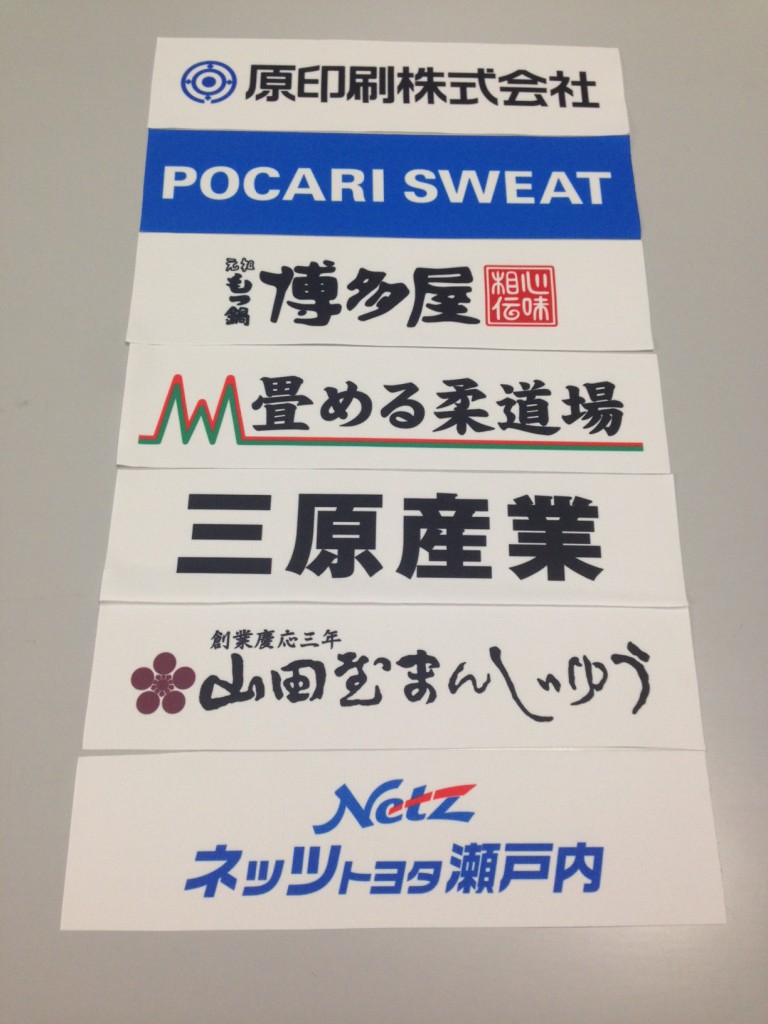 原印刷株式会社
POCARI SWEAT
元祖
もつ鍋
博多屋
心味
相伝
畳める柔道場
三原産業
創業慶応三年
山田屋まんじゅう
Netz
ネッツトヨタ瀬戸内